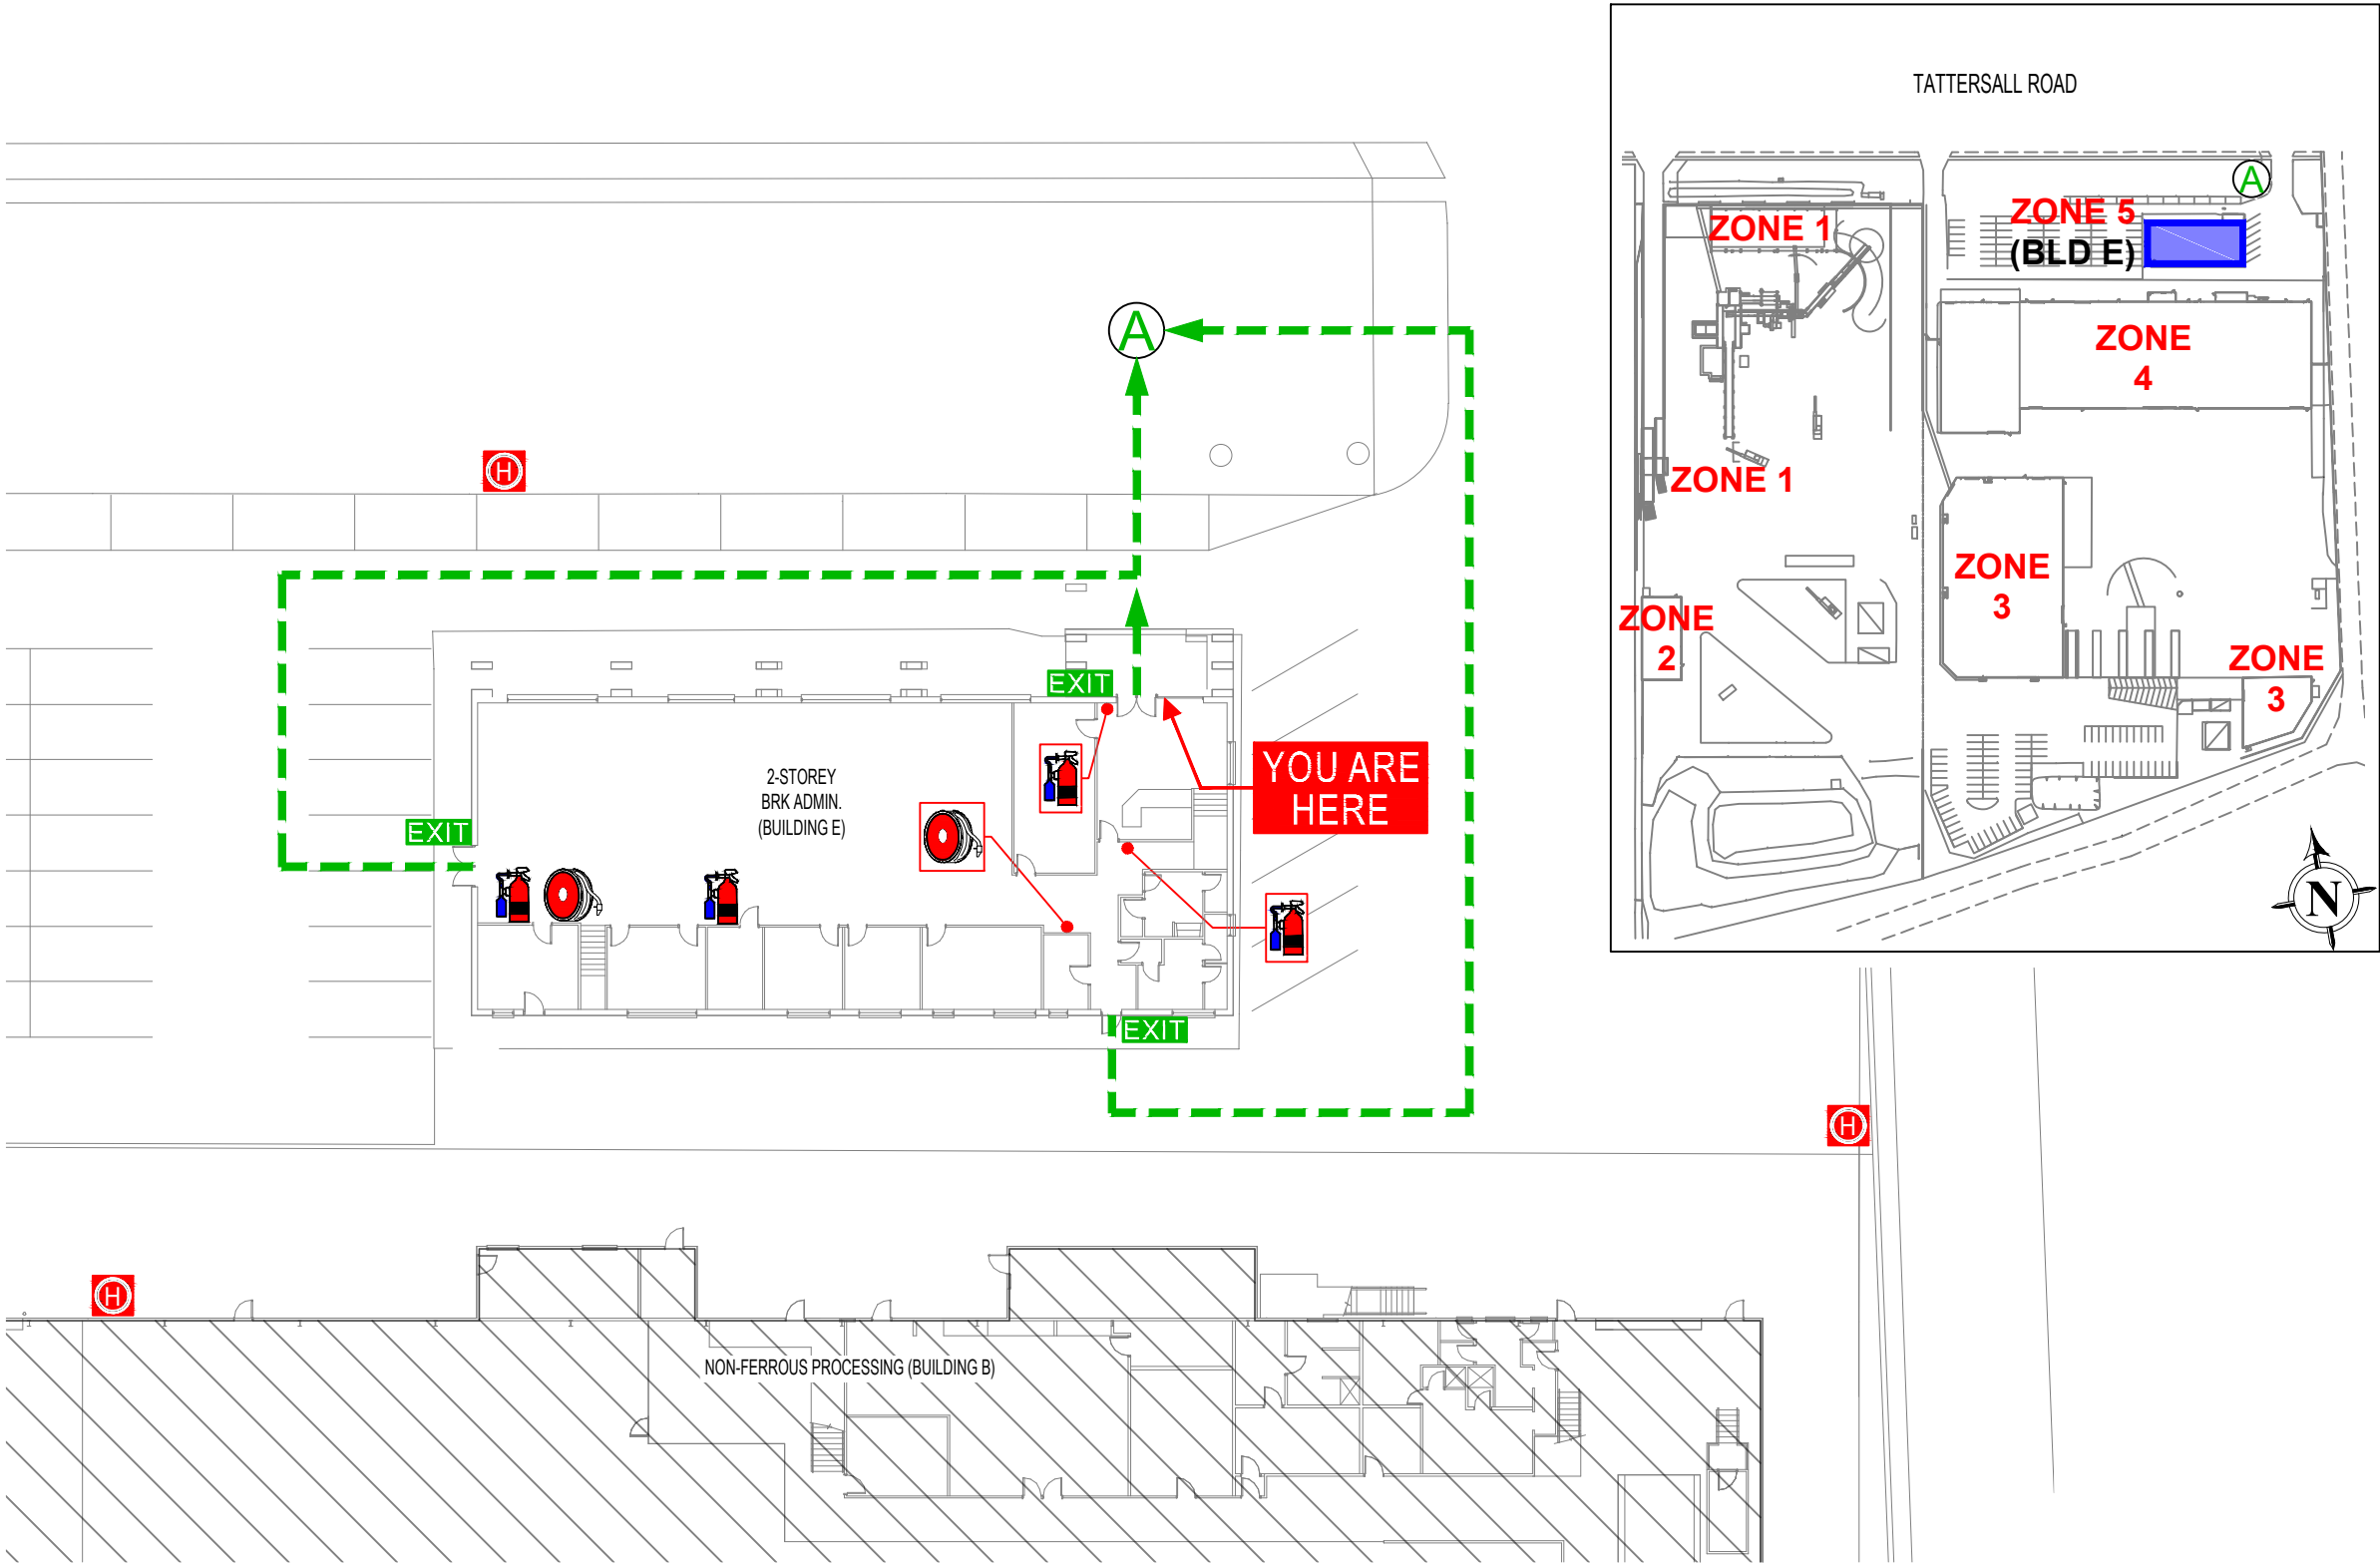 TATTERSALL ROAD
A
ZONE 5
(BLD E)
ZONE 1
ZONE
4
ZONE 1
ZONE
3
ZONE
2
ZONE
3
N
A
H
EXIT
YOU ARE
HERE
2-STOREY
BRK ADMIN.
(BUILDING E)
EXIT
EXIT
H
H
NON-FERROUS PROCESSING (BUILDING B)